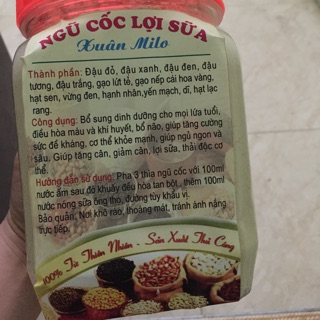 NGŨ CỐC LỢI SỮA
Xuân Milo
Thành phần: Đậu đỏ, đậu xanh, đậu đen, đậu
tương, đậu trắng, gạo lứt tẻ, gạo nếp cái hoa vàng,
hạt sen, vừng đen, hạnh nhân,yến mạch, dĩ, hạt lạc
rang.
Công dụng: Bổ sung dinh dưỡng cho mọi lứa tuổi,
điều hòa máu và khí huyết, bổ não, giúp tăng cường
sức đề kháng, cơ thể khỏe mạnh, giúp ngủ ngon và
sâu, Giúp tăng cân, giảm cân, lợi sữa, thải độc cơ
thể.
Hướng dẫn sử dụng: Pha 3 thìa ngũ cốc với 100ml
nước ấm sau đó khuấy đều hòa tan bột , thêm 100ml
nước nóng sữa ông thọ, đường tùy khẩu vị.
Bảo quản: Nơi khô ráo, thoáng mát, tránh ánh nắng
trực tiếp.
100% Từ Thiên Nhiên - Sản Xuất Thủ Công